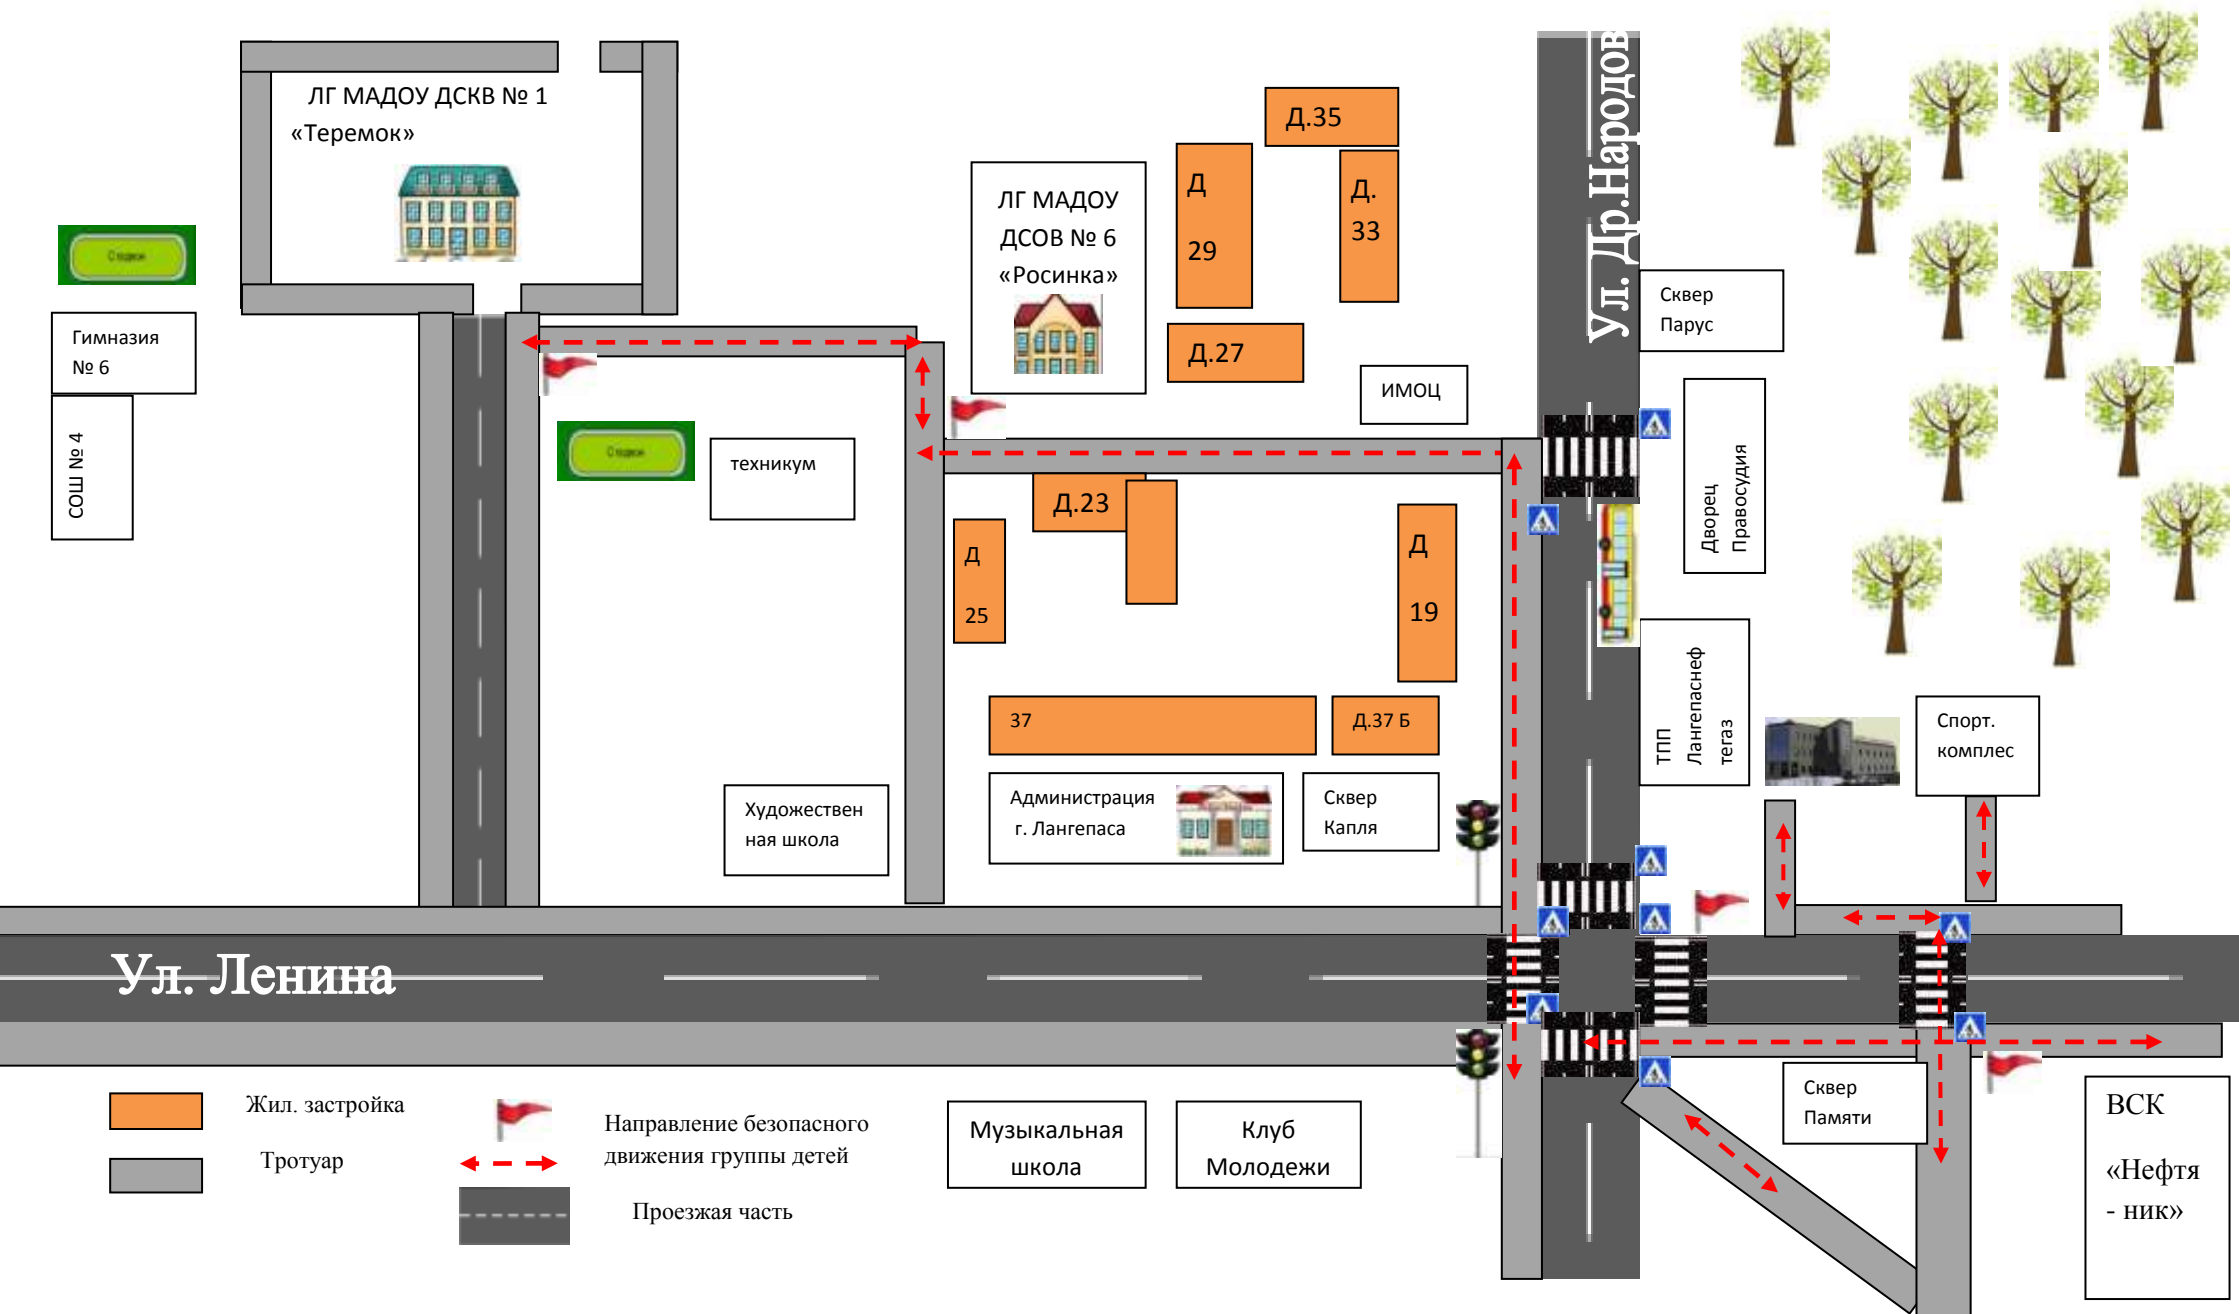 ЛГ МАДОУ ДСКВ № 1
«Теремок»
Стадион
Гимназия
№ 6
СОШ № 4
Стадион
техникум
ЛГ МАДОУ
ДСОВ № 6
«Росинка»
Д.35
Д
29
Д.
33
Д.27
ИМОЦ
Ул. Др.Народов
Сквер
Парус
Дворец
Правосудия
Д.23
Д
25
Д
19
37
Д.37 Б
ТПП
Лангепаснеф
тегаз
Спорт.
комплес
Художествен
ная школа
Администрация
г. Лангепаса
Сквер
Капля
Ул. Ленина
Сквер
Памяти
ВСК
«Нефтя
- ник»
Жил. застройка
Тротуар
Направление безопасного
движения группы детей
Проезжая часть
Музыкальная
школа
Клуб
Молодежи